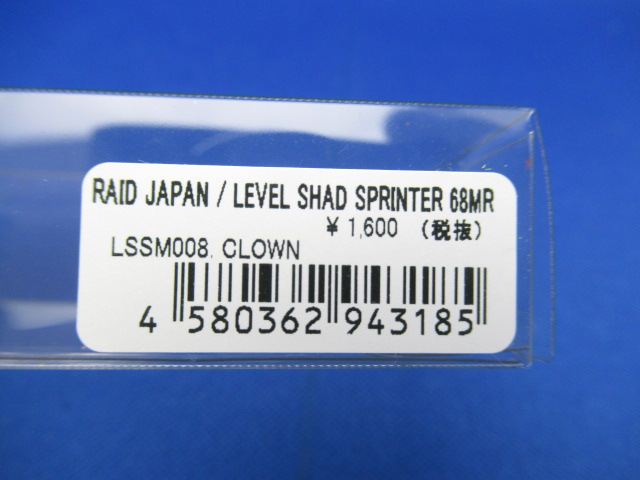 RAID JAPAN / LEVEL SHAD SPRINTER 68MR
¥ 1,600 (税抜)
LSSM008. CLOWN
4 580362 943185